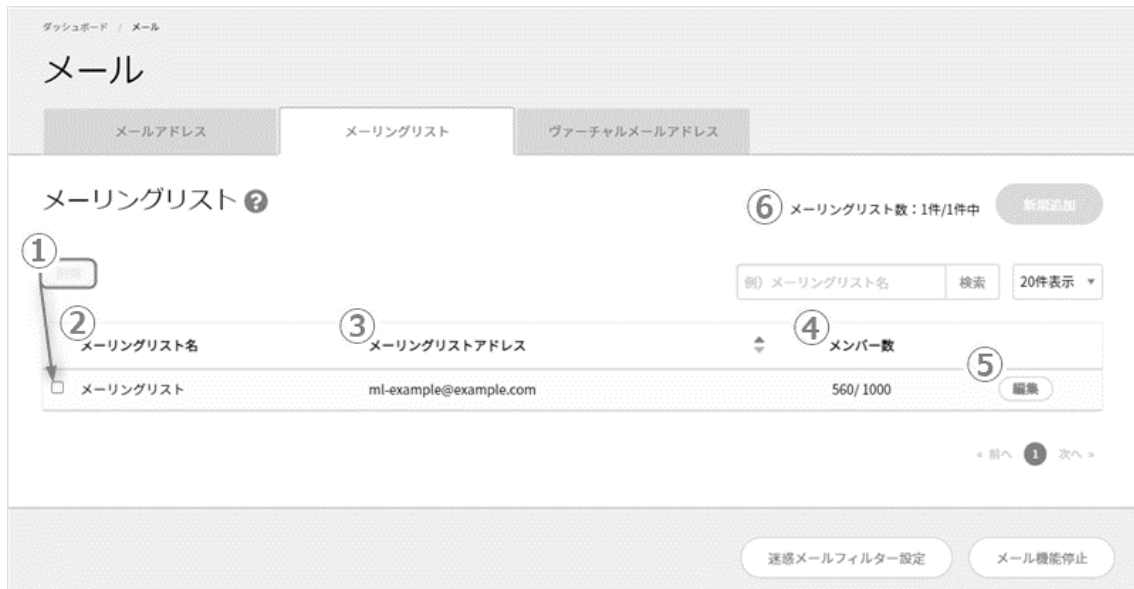 ダッシュボード / メール
メール
メールアドレス メーリングリスト ヴァーチャルメールアドレス
メーリングリスト ?
⑥ メーリングリスト数：1件/1件中 新規追加
①
削除
例）メーリングリスト名 検索 20件表示
② メーリングリスト名 ③ メーリングリストアドレス ④ メンバー数
メーリングリスト ml-example@example.com 560/ 1000 ⑤ 編集
« 前へ 1 次へ »
迷惑メールフィルター設定 メール機能停止